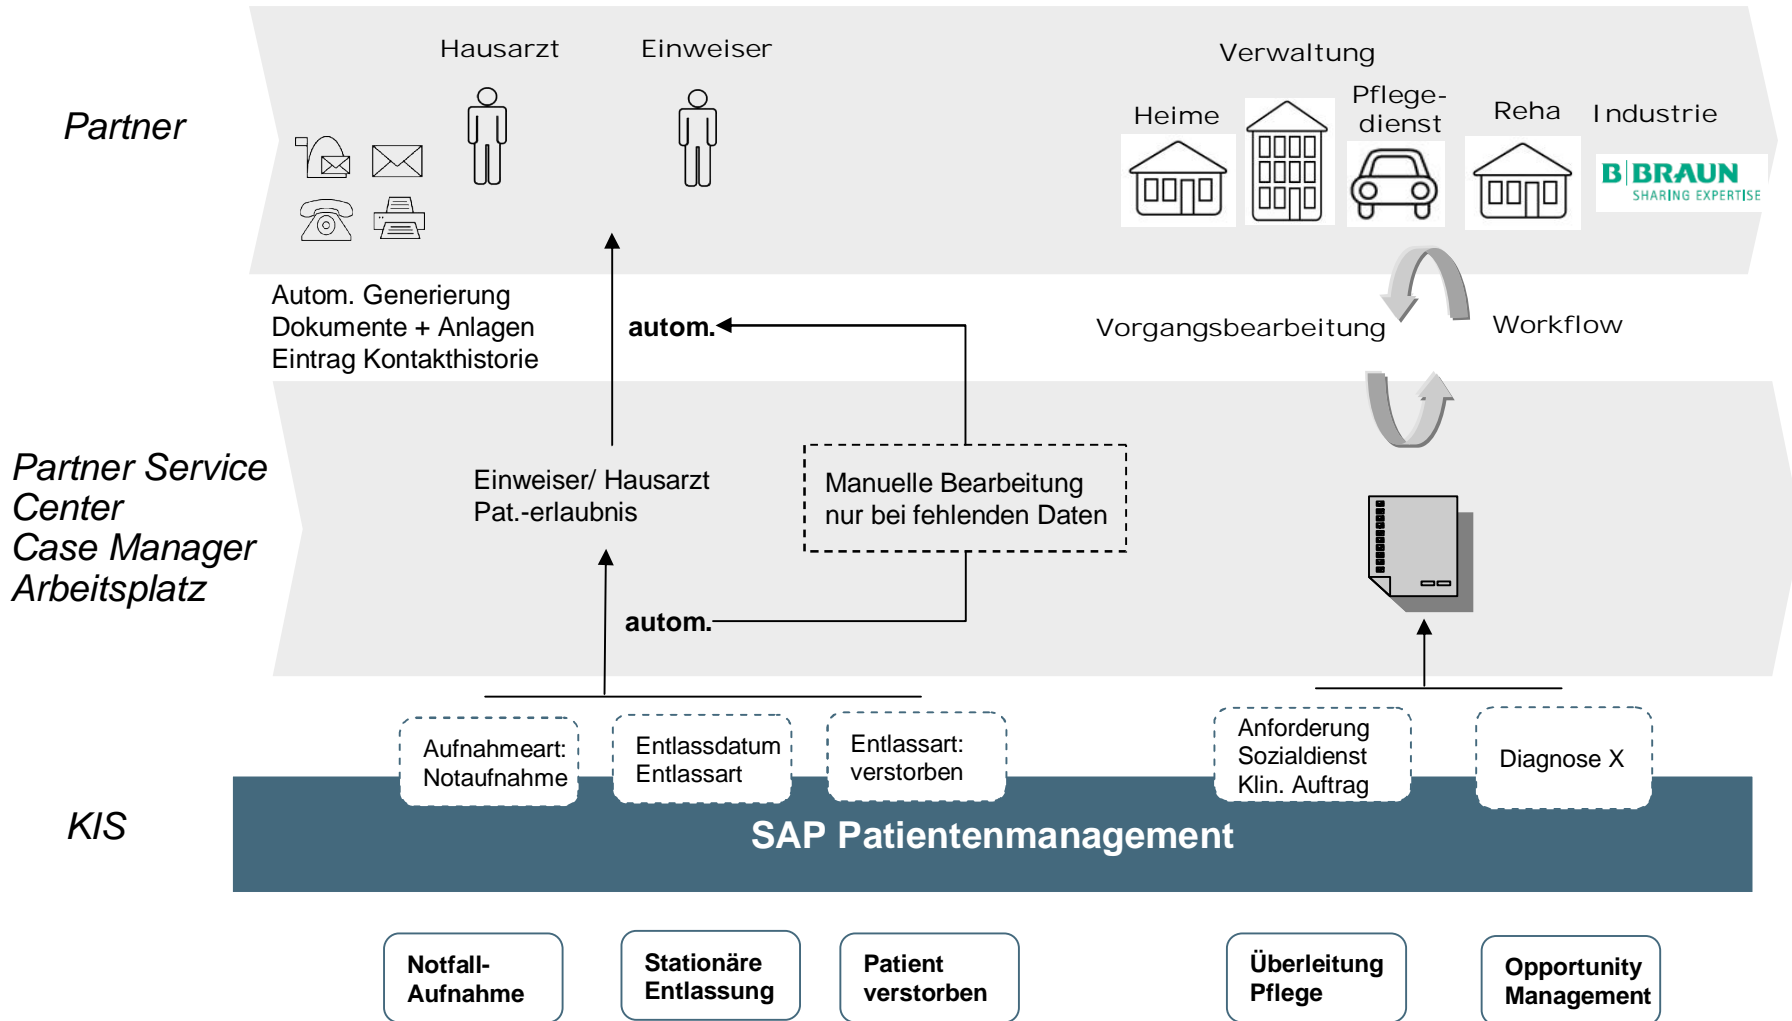 Partner
Hausarzt
Einweiser
Verwaltung
Heime
Pflege-
dienst
Reha
Industrie
B|BRAUN
SHARING EXPERTISE
Autom. Generierung
Dokumente + Anlagen
Eintrag Kontakthistorie
autom.
Vorgangsbearbeitung
Workflow
Partner Service
Center
Case Manager
Arbeitsplatz
Einweiser/ Hausarzt
Pat.-erlaubnis
Manuelle Bearbeitung
nur bei fehlenden Daten
autom.
Aufnahmeart:
Notaufnahme
Entlassdatum
Entlassart
Entlassart:
verstorben
Anforderung
Sozialdienst
Klin. Auftrag
Diagnose X
KIS
SAP Patientenmanagement
Notfall-
Aufnahme
Stationäre
Entlassung
Patient
verstorben
Überleitung
Pflege
Opportunity
Management